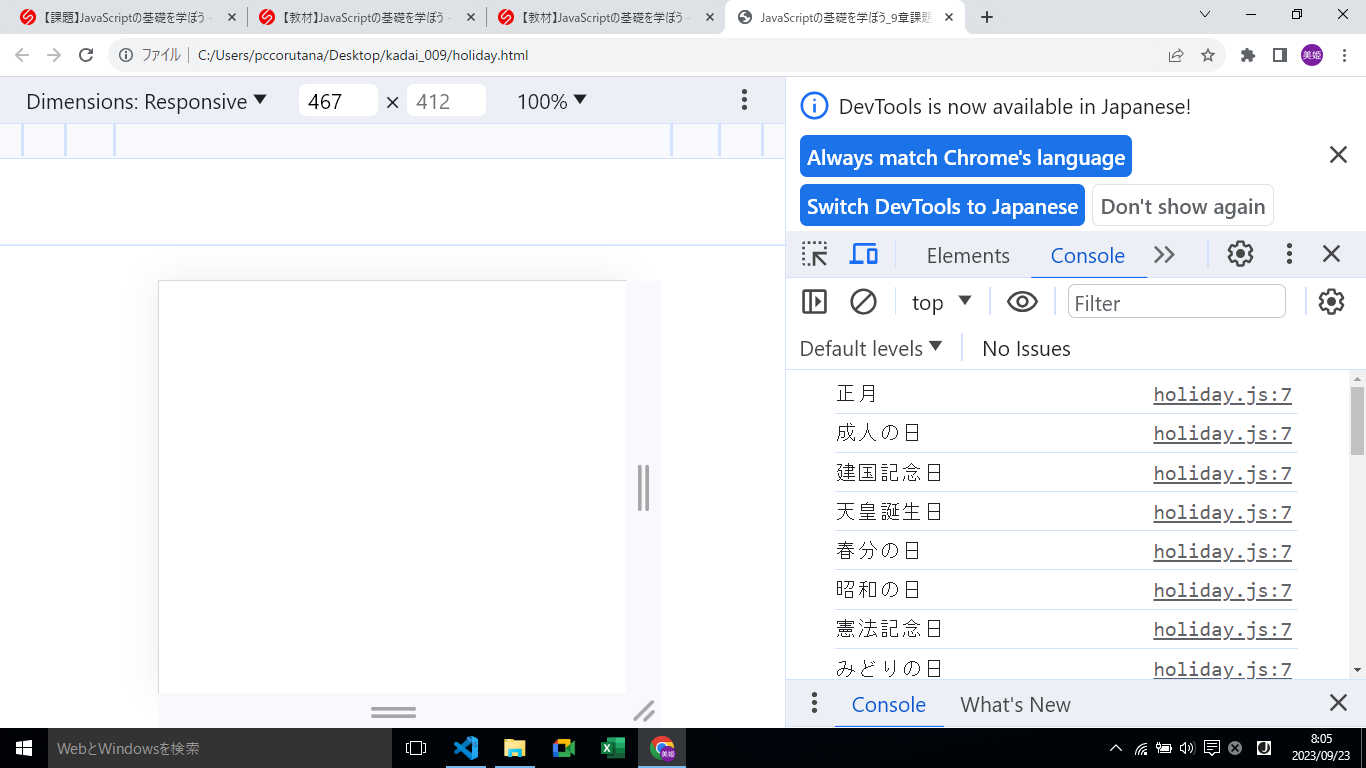 【課題】JavaScriptの基礎を学ぼう -
【教材】JavaScriptの基礎を学ぼう -
【教材】JavaScriptの基礎を学ぼう -
JavaScriptの基礎を学ぼう_9章課題
ファイル C:/Users/pccorutana/Desktop/kadai_009/holiday.html
美姫
Dimensions: Responsive 467 × 412 100%
DevTools is now available in Japanese!
Always match Chrome's language
Switch DevTools to Japanese Don't show again
Elements Console
top Filter
Default levels No Issues
正月 holiday.js:7
成人の日 holiday.js:7
建国記念日 holiday.js:7
天皇誕生日 holiday.js:7
春分の日 holiday.js:7
昭和の日 holiday.js:7
憲法記念日 holiday.js:7
みどりの日 holiday.js:7
Console What's New
WebとWindowsを検索
美姫
8:05
2023/09/23